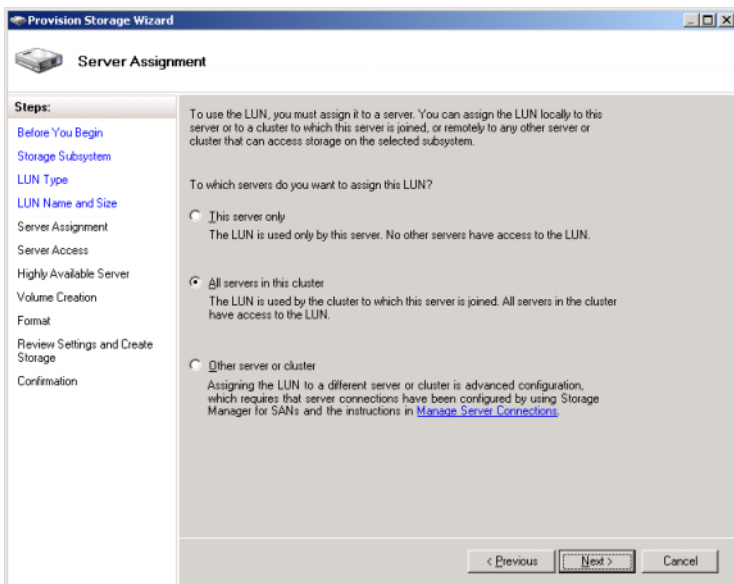 Provision Storage Wizard
Server Assignment
Steps:
Before You Begin
Storage Subsystem
LUN Type
LUN Name and Size
Server Assignment
Server Access
Highly Available Server
Volume Creation
Format
Review Settings and Create
Storage
Confirmation
To use the LUN, you must assign it to a server. You can assign the LUN locally to this
server or to a cluster to which this server is joined, or remotely to any other server or
cluster that can access storage on the selected subsystem.
To which servers do you want to assign this LUN?
This server only
The LUN is used only by this server. No other servers have access to the LUN.
All servers in this cluster
The LUN is used by the cluster to which this server is joined. All servers in the cluster
have access to the LUN.
Other server or cluster
Assigning the LUN to a different server or cluster is advanced configuration,
which requires that server connections have been configured by using Storage
Manager for SANs and the instructions in Manage Server Connections.
< Previous
Next >
Cancel